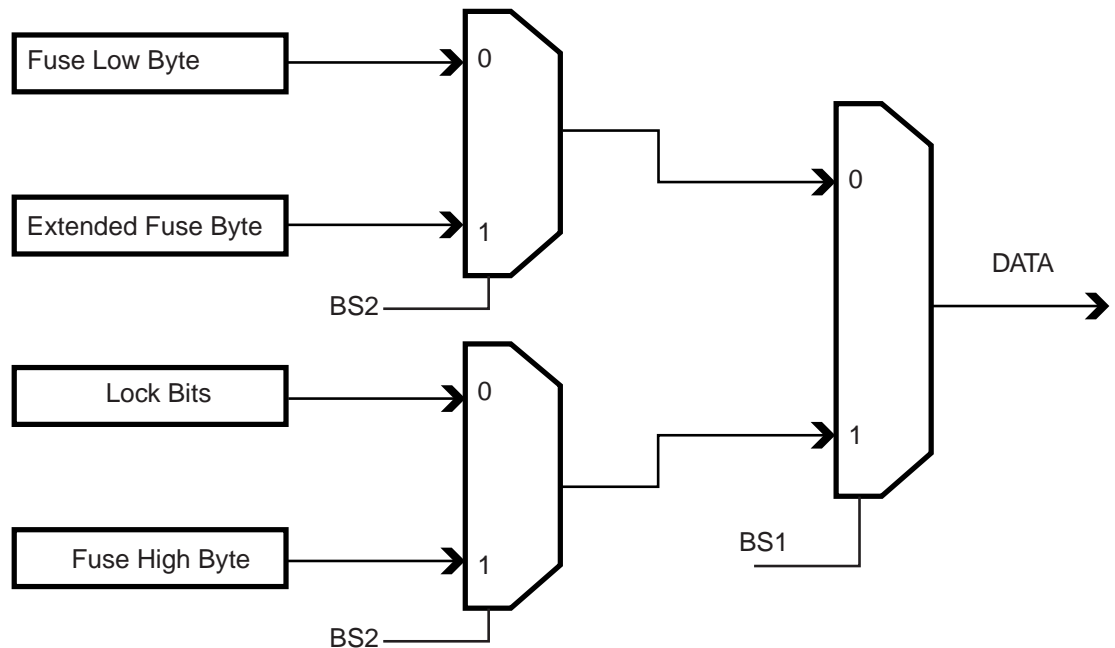 Fuse Low Byte
0
Extended Fuse Byte
1
BS2
Lock Bits
0
Fuse High Byte
1
BS2
0
1
BS1
DATA